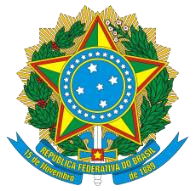 REPÚBLICA FEDERATIVA DO BRASIL
15 de Novembro
de 1889